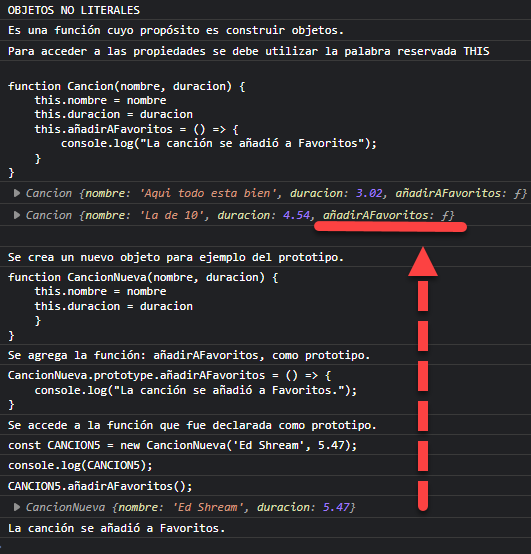 OBJETOS NO LITERALES
Es una función cuyo propósito es construir objetos.
Para acceder a las propiedades se debe utilizar la palabra reservada THIS
function Cancion(nombre, duracion) {
    this.nombre = nombre
    this.duracion = duracion
    this.añadirAFavoritos = () => {
        console.log("La canción se añadió a Favoritos");
    }
}
▶ Cancion {nombre: 'Aqui todo esta bien', duracion: 3.02, añadirAFavoritos: ƒ}
▶ Cancion {nombre: 'La de 10', duracion: 4.54, añadirAFavoritos: ƒ}
Se crea un nuevo objeto para ejemplo del prototipo.
function CancionNueva(nombre, duracion) {
    this.nombre = nombre
    this.duracion = duracion
    }
}
Se agrega la función: añadirAFavoritos, como prototipo.
CancionNueva.prototype.añadirAFavoritos = () => {
    console.log("La canción se añadió a Favoritos.");
}
Se accede a la función que fue declarada como prototipo.
const CANCION5 = new CancionNueva('Ed Shream', 5.47);
console.log(CANCION5);
CANCION5.añadirAFavoritos();
▶ CancionNueva {nombre: 'Ed Shream', duracion: 5.47}
La canción se añadió a Favoritos.